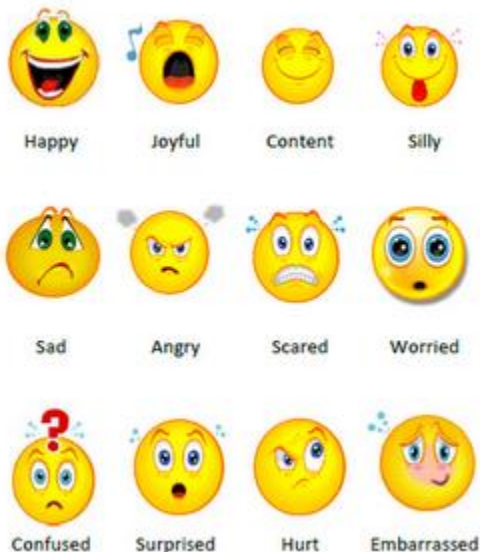 Happy Joyful Content Silly
Sad Angry Scared Worried
?
Confused Surprised Hurt Embarrassed